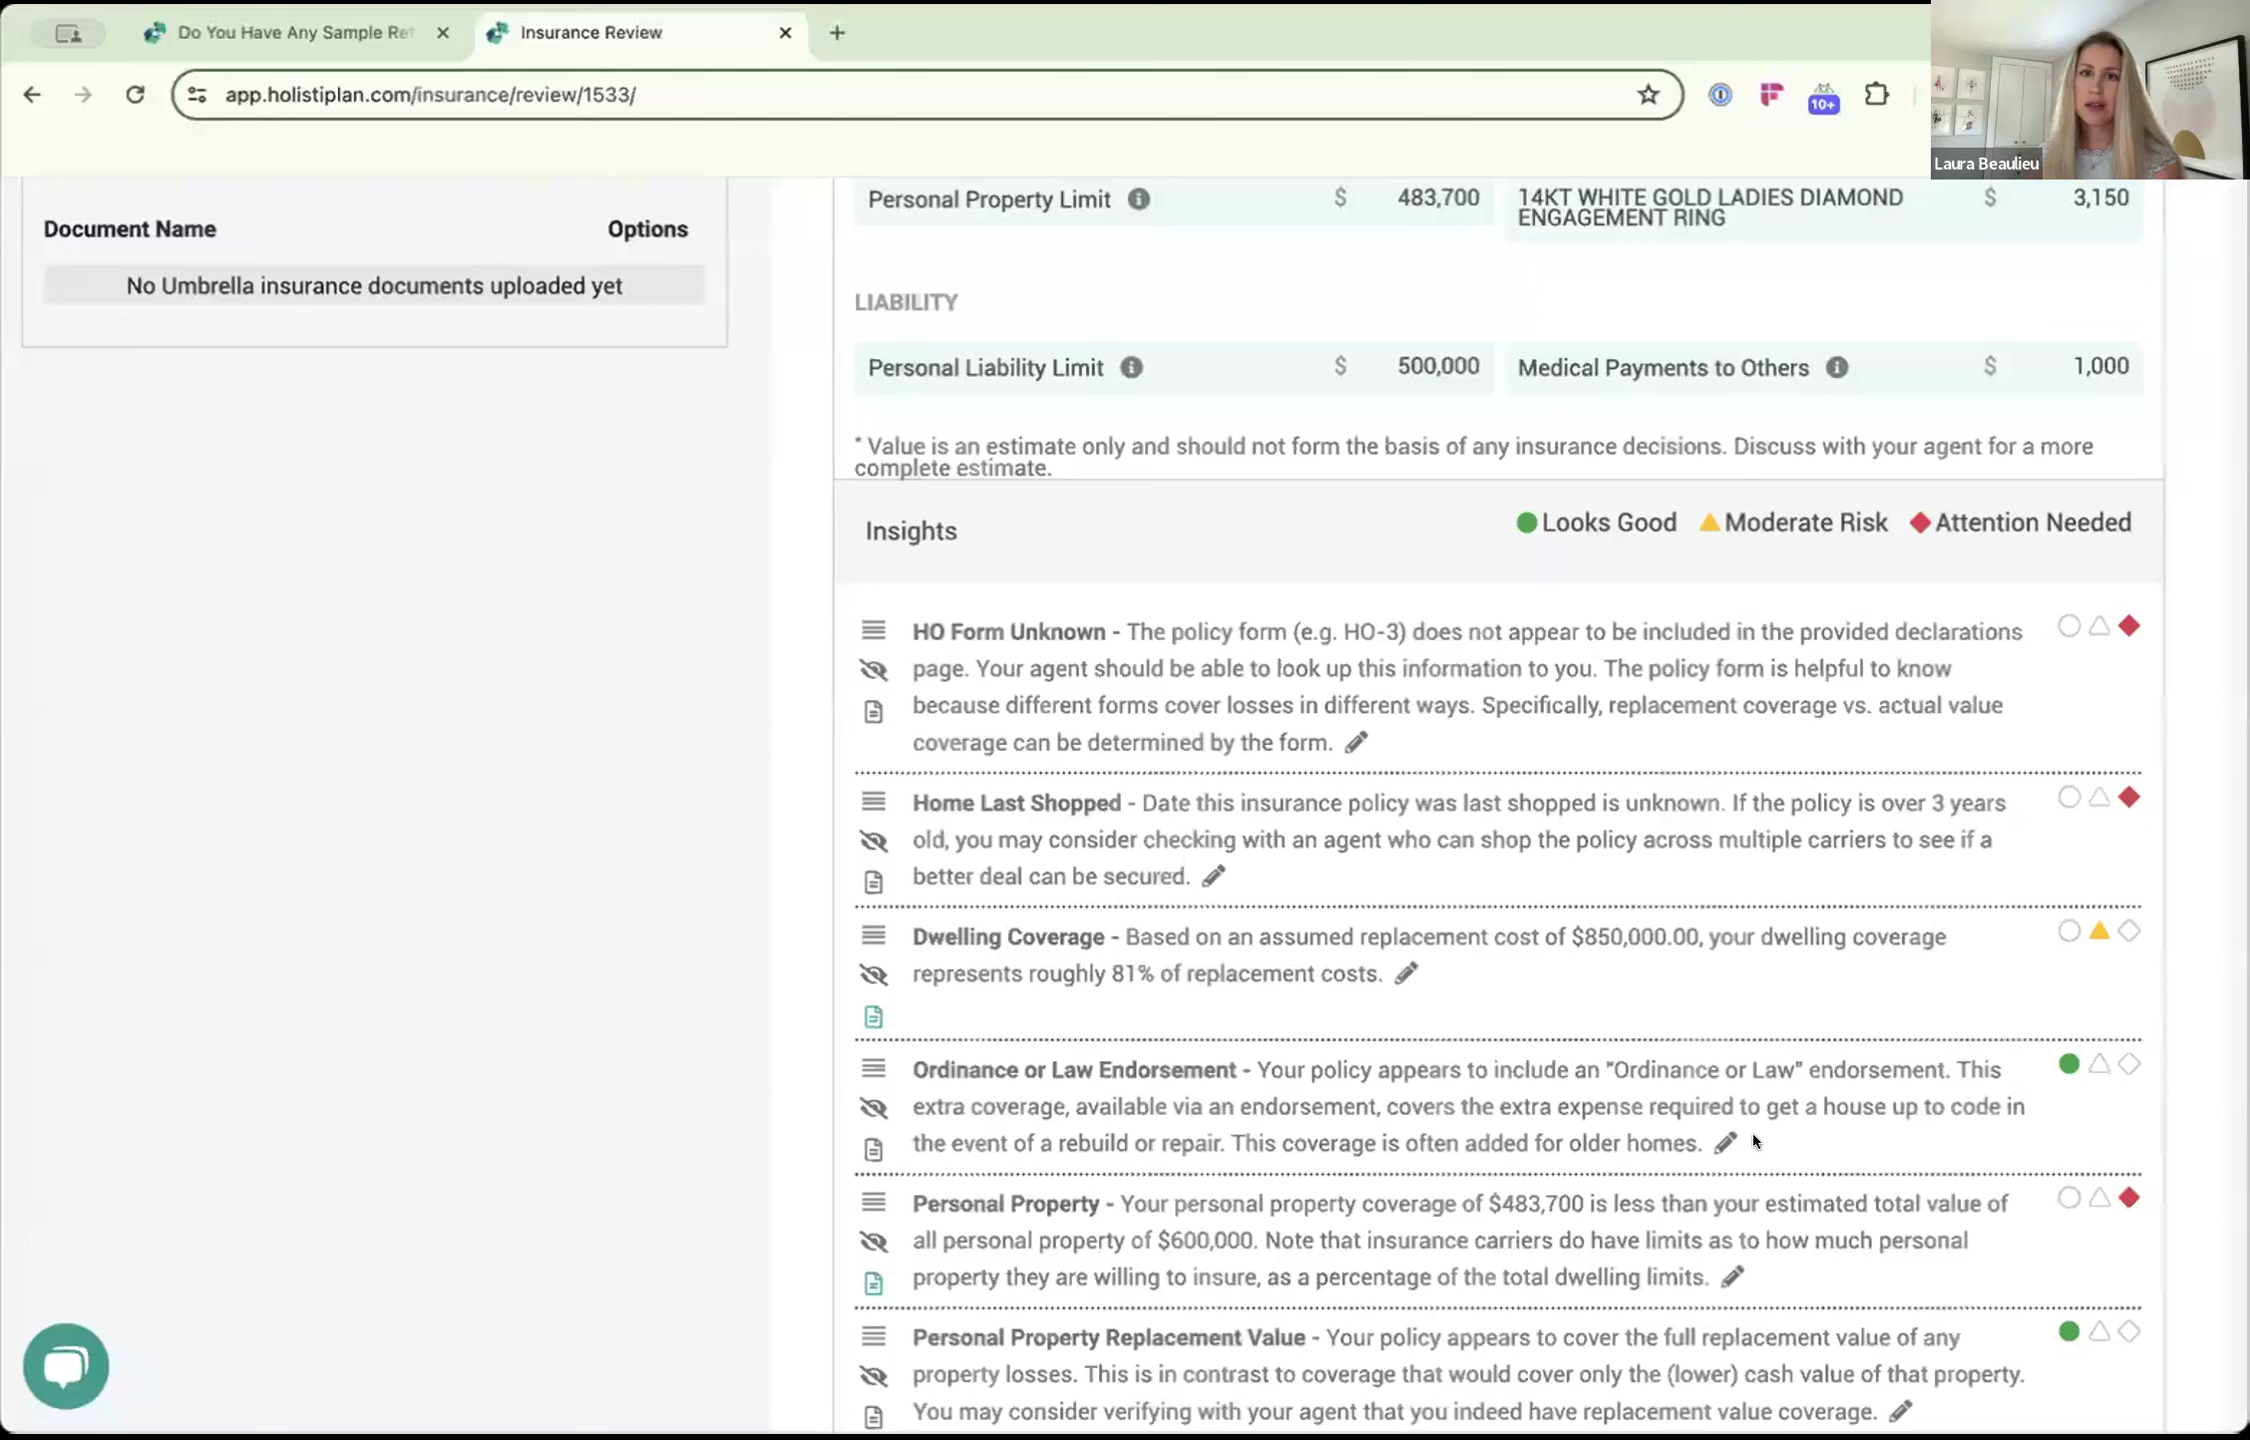 Do You Have Any Sample Ret
Insurance Review
app.holistiplan.com/insurance/review/1533/
10+
Laura Beaulieu
Document Name Options
No Umbrella insurance documents uploaded yet
Personal Property Limit $ 483,700
14KT WHITE GOLD LADIES DIAMOND $ 3,150
ENGAGEMENT RING
LIABILITY
Personal Liability Limit $ 500,000
Medical Payments to Others $ 1,000
* Value is an estimate only and should not form the basis of any insurance decisions. Discuss with your agent for a more
complete estimate.
Insights
Looks Good Moderate Risk Attention Needed
HO Form Unknown - The policy form (e.g. HO-3) does not appear to be included in the provided declarations
page. Your agent should be able to look up this information to you. The policy form is helpful to know
because different forms cover losses in different ways. Specifically, replacement coverage vs. actual value
coverage can be determined by the form.
Home Last Shopped - Date this insurance policy was last shopped is unknown. If the policy is over 3 years
old, you may consider checking with an agent who can shop the policy across multiple carriers to see if a
better deal can be secured.
Dwelling Coverage - Based on an assumed replacement cost of $850,000.00, your dwelling coverage
represents roughly 81% of replacement costs.
Ordinance or Law Endorsement - Your policy appears to include an "Ordinance or Law" endorsement. This
extra coverage, available via an endorsement, covers the extra expense required to get a house up to code in
the event of a rebuild or repair. This coverage is often added for older homes.
Personal Property - Your personal property coverage of $483,700 is less than your estimated total value of
all personal property of $600,000. Note that insurance carriers do have limits as to how much personal
property they are willing to insure, as a percentage of the total dwelling limits.
Personal Property Replacement Value - Your policy appears to cover the full replacement value of any
property losses. This is in contrast to coverage that would cover only the (lower) cash value of that property.
You may consider verifying with your agent that you indeed have replacement value coverage.